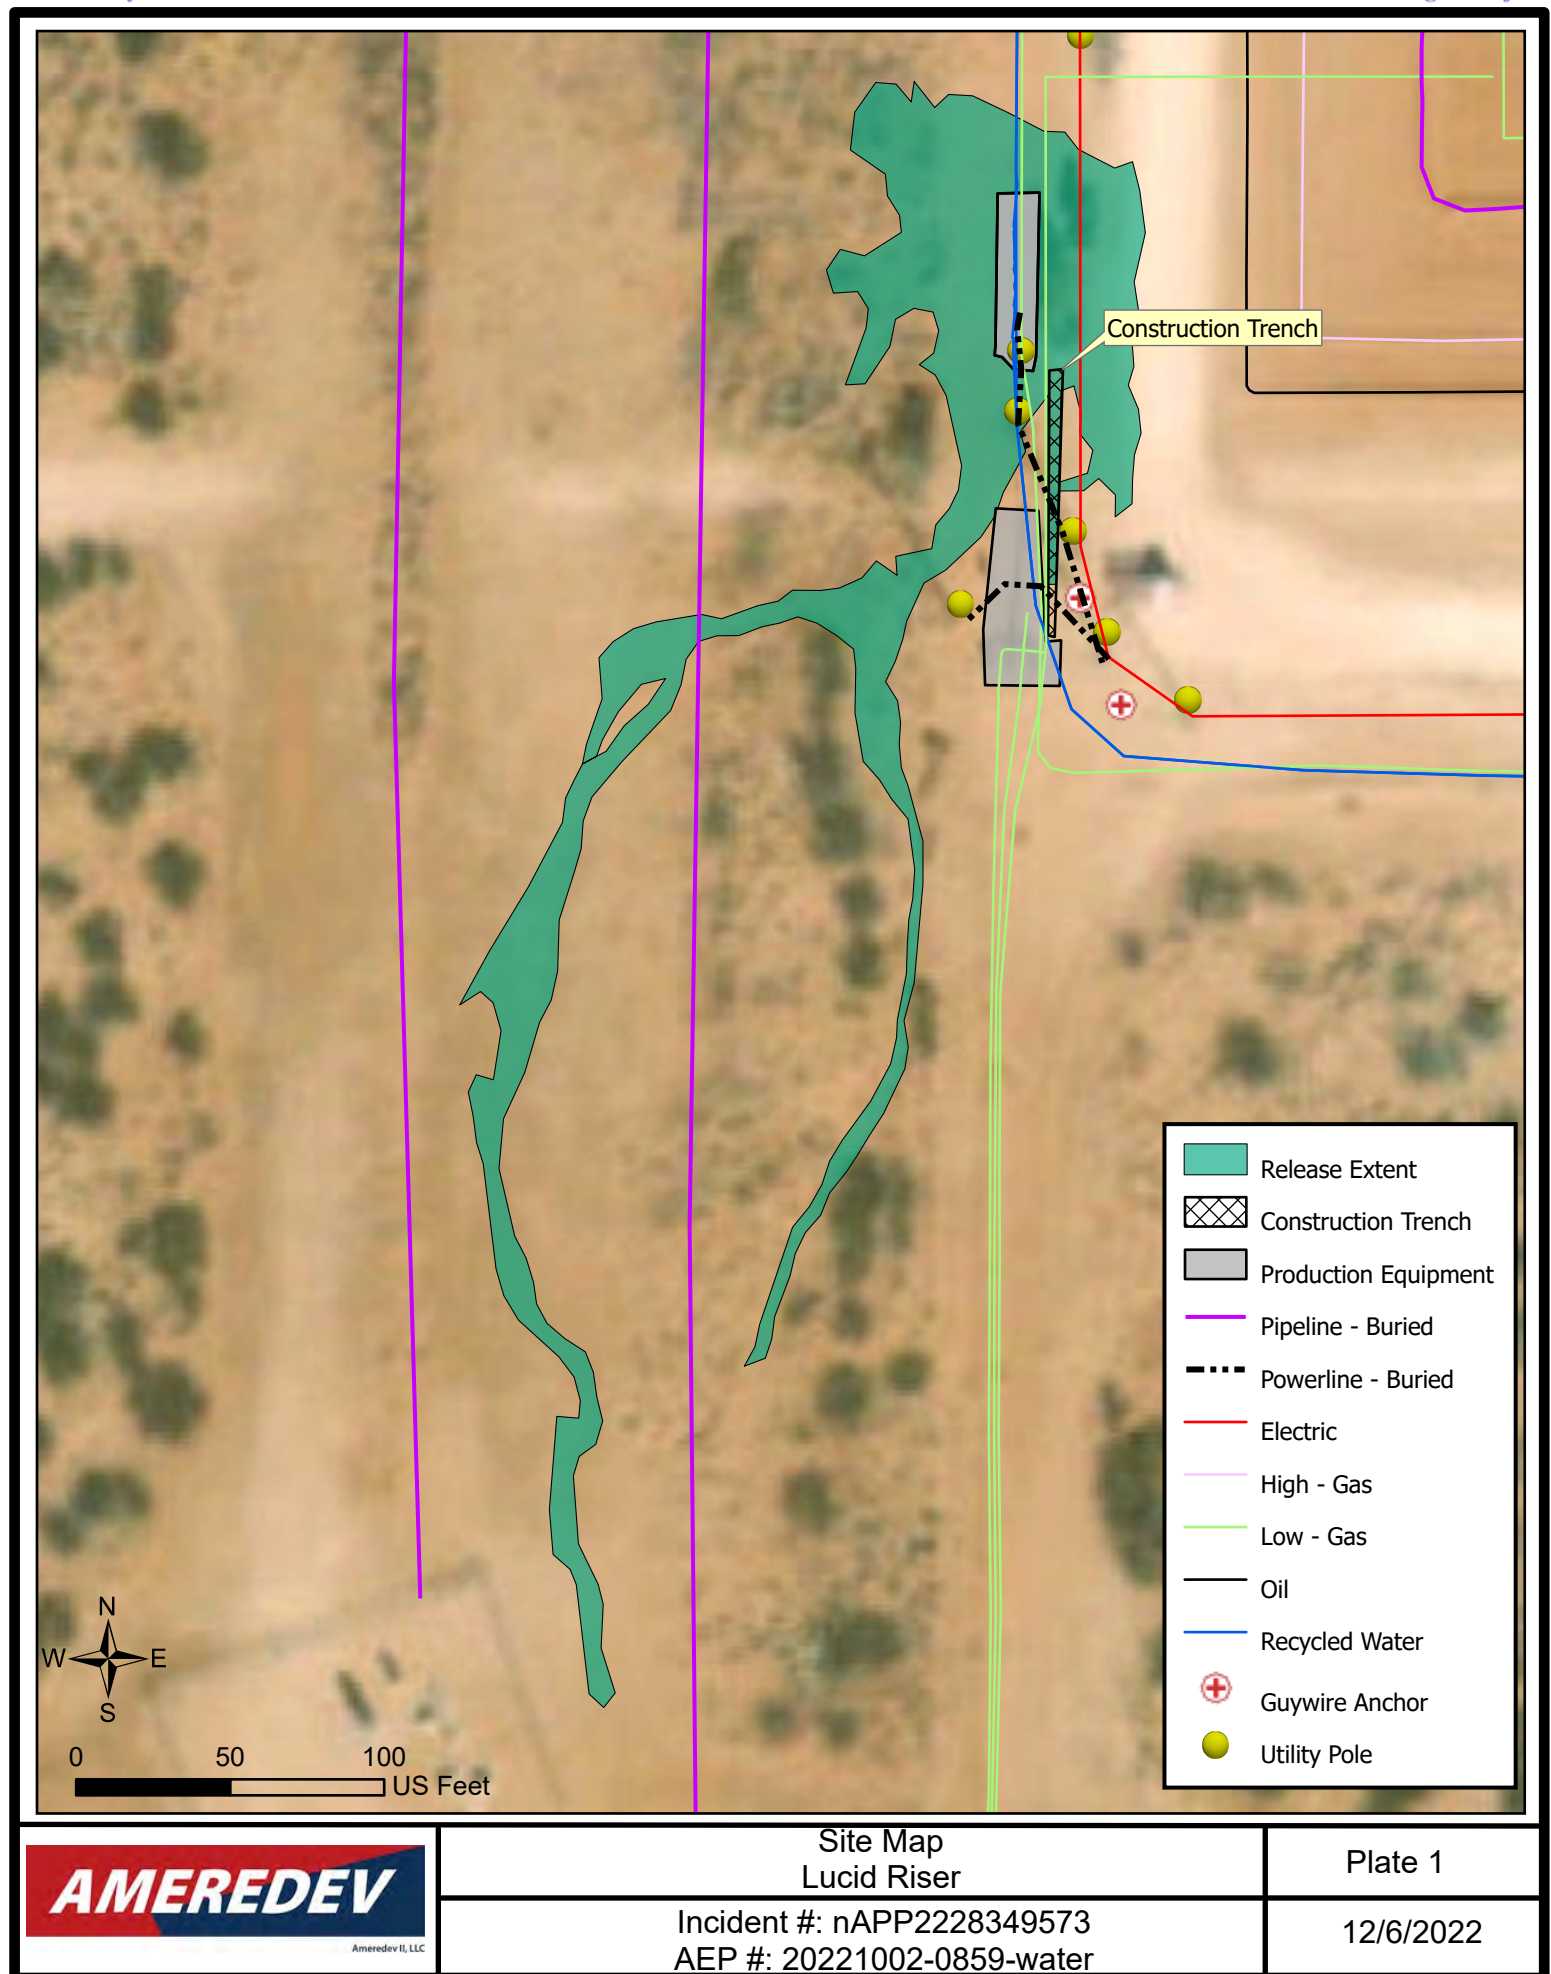 Construction Trench
Release Extent
Construction Trench
Production Equipment
Pipeline - Buried
Powerline - Buried
Electric
High - Gas
Low - Gas
Oil
Recycled Water
Guywire Anchor
Utility Pole
N
W E
S
0 50 100
US Feet
AMEREDEV
Ameredev II, LLC
Site Map
Lucid Riser
Plate 1
Incident #: nAPP2228349573
AEP #: 20221002-0859-water
12/6/2022